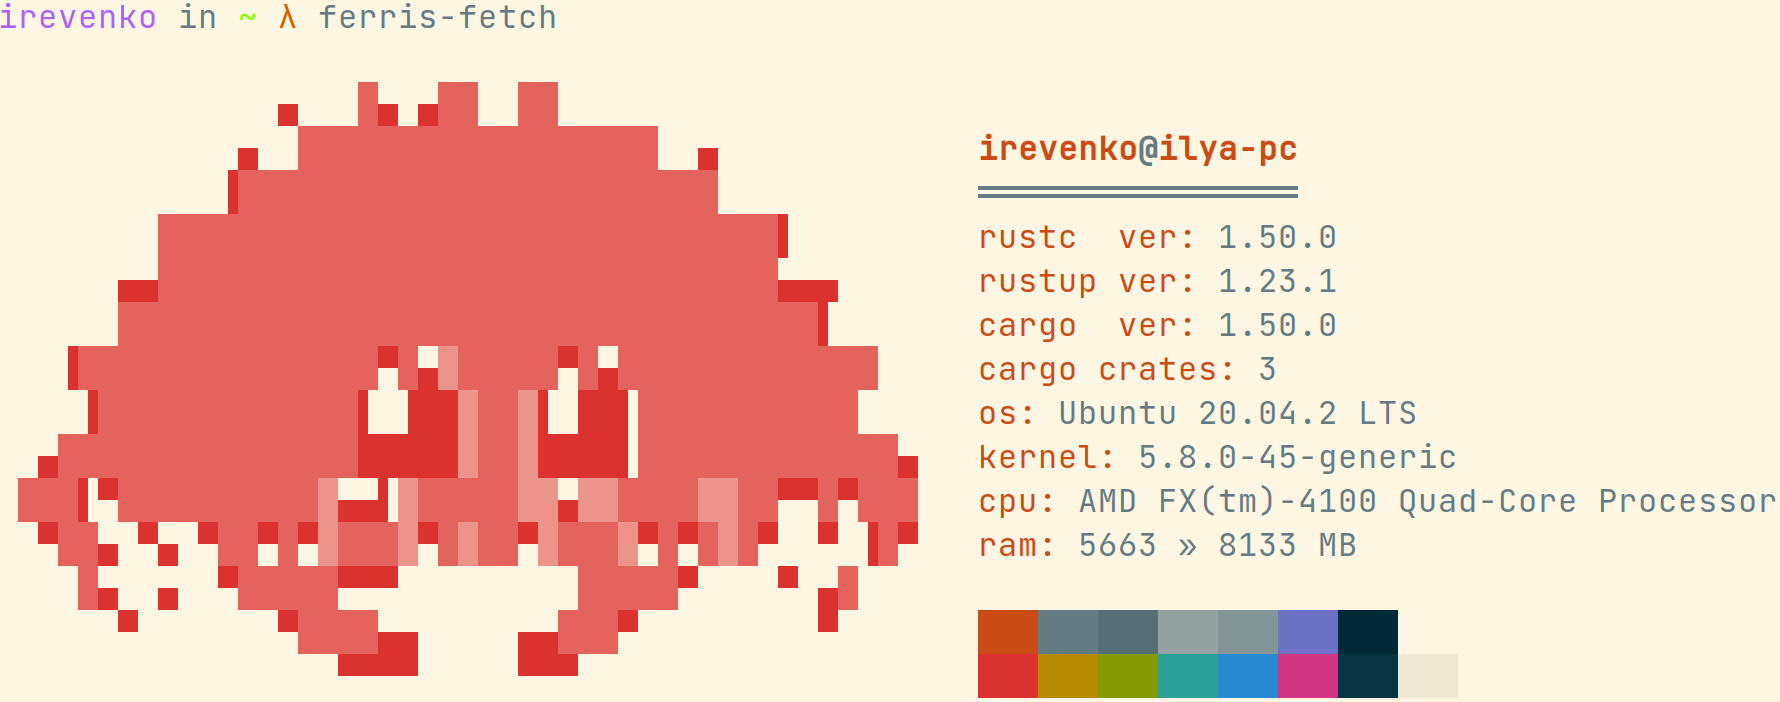 irevenko in ~ λ ferris-fetch
irevenko@ilya-pc
rustc  ver: 1.50.0
rustup ver: 1.23.1
cargo  ver: 1.50.0
cargo crates: 3
os: Ubuntu 20.04.2 LTS
kernel: 5.8.0-45-generic
cpu: AMD FX(tm)-4100 Quad-Core Processor
ram: 5663 » 8133 MB